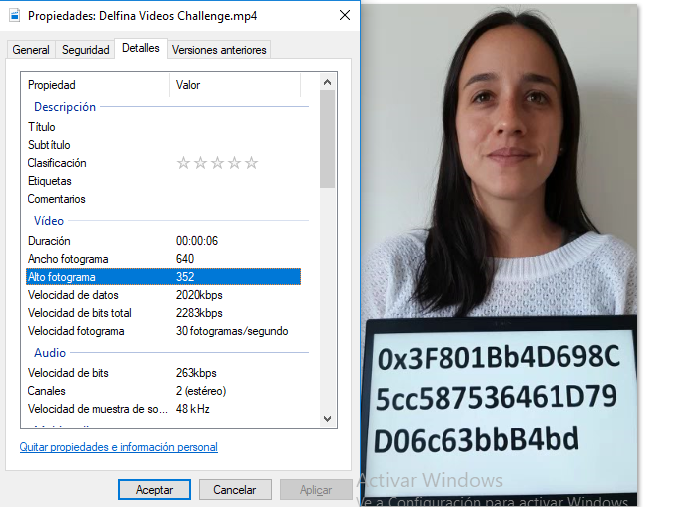 Propiedades: Delfina Videos Challenge.mp4
General Seguridad Detalles Versiones anteriores
Propiedad Valor
Descripción
Título
Subtítulo
Clasificación
Etiquetas
Comentarios
Vídeo
Duración 00:00:06
Ancho fotograma 640
Alto fotograma 352
Velocidad de datos 2020kbps
Velocidad de bits total 2283kbps
Velocidad fotograma 30 fotogramas/segundo
Audio
Velocidad de bits 263kbps
Canales 2 (estéreo)
Velocidad de muestra de so... 48 kHz
Quitar propiedades e información personal
Aceptar Cancelar Aplicar
0x3F801Bb4D698C
5cc587536461D79
D06c63bbB4bd
Activar Windows
Ve a Configuración para activar Windows.